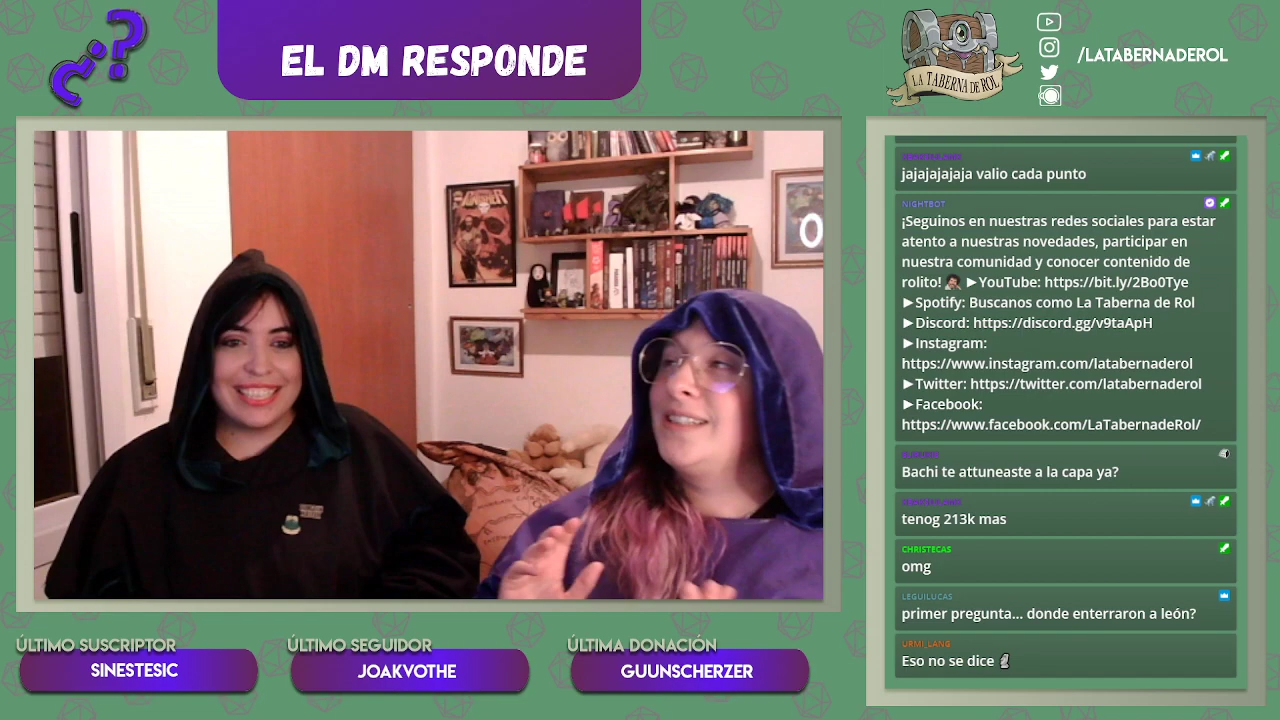 EL DM RESPONDE
LA TABERNA DE ROL
/LATABERNADEROL
jajajajajaja valio cada punto
NIGHTBOT
¡Seguinos en nuestras redes sociales para estar
atento a nuestras novedades, participar en
nuestra comunidad y conocer contenido de
rolito! ►YouTube: https://bit.ly/2Bo0Tye
►Spotify: Buscanos como La Taberna de Rol
►Discord: https://discord.gg/v9taApH
►Instagram:
https://www.instagram.com/latabernaderol
►Twitter: https://twitter.com/latabernaderol
►Facebook:
https://www.facebook.com/LaTabernadeRol/
Bachi te attuneaste a la capa ya?
tenog 213k mas
CHRISTECAS
omg
LEGUILUCAS
primer pregunta... donde enterraron a león?
URMI_LANG
Eso no se dice
ÚLTIMO SUSCRIPTOR
SINESTESIC
ÚLTIMO SEGUIDOR
JOAKVOTHE
ÚLTIMA DONACIÓN
GUUNSCHERZER